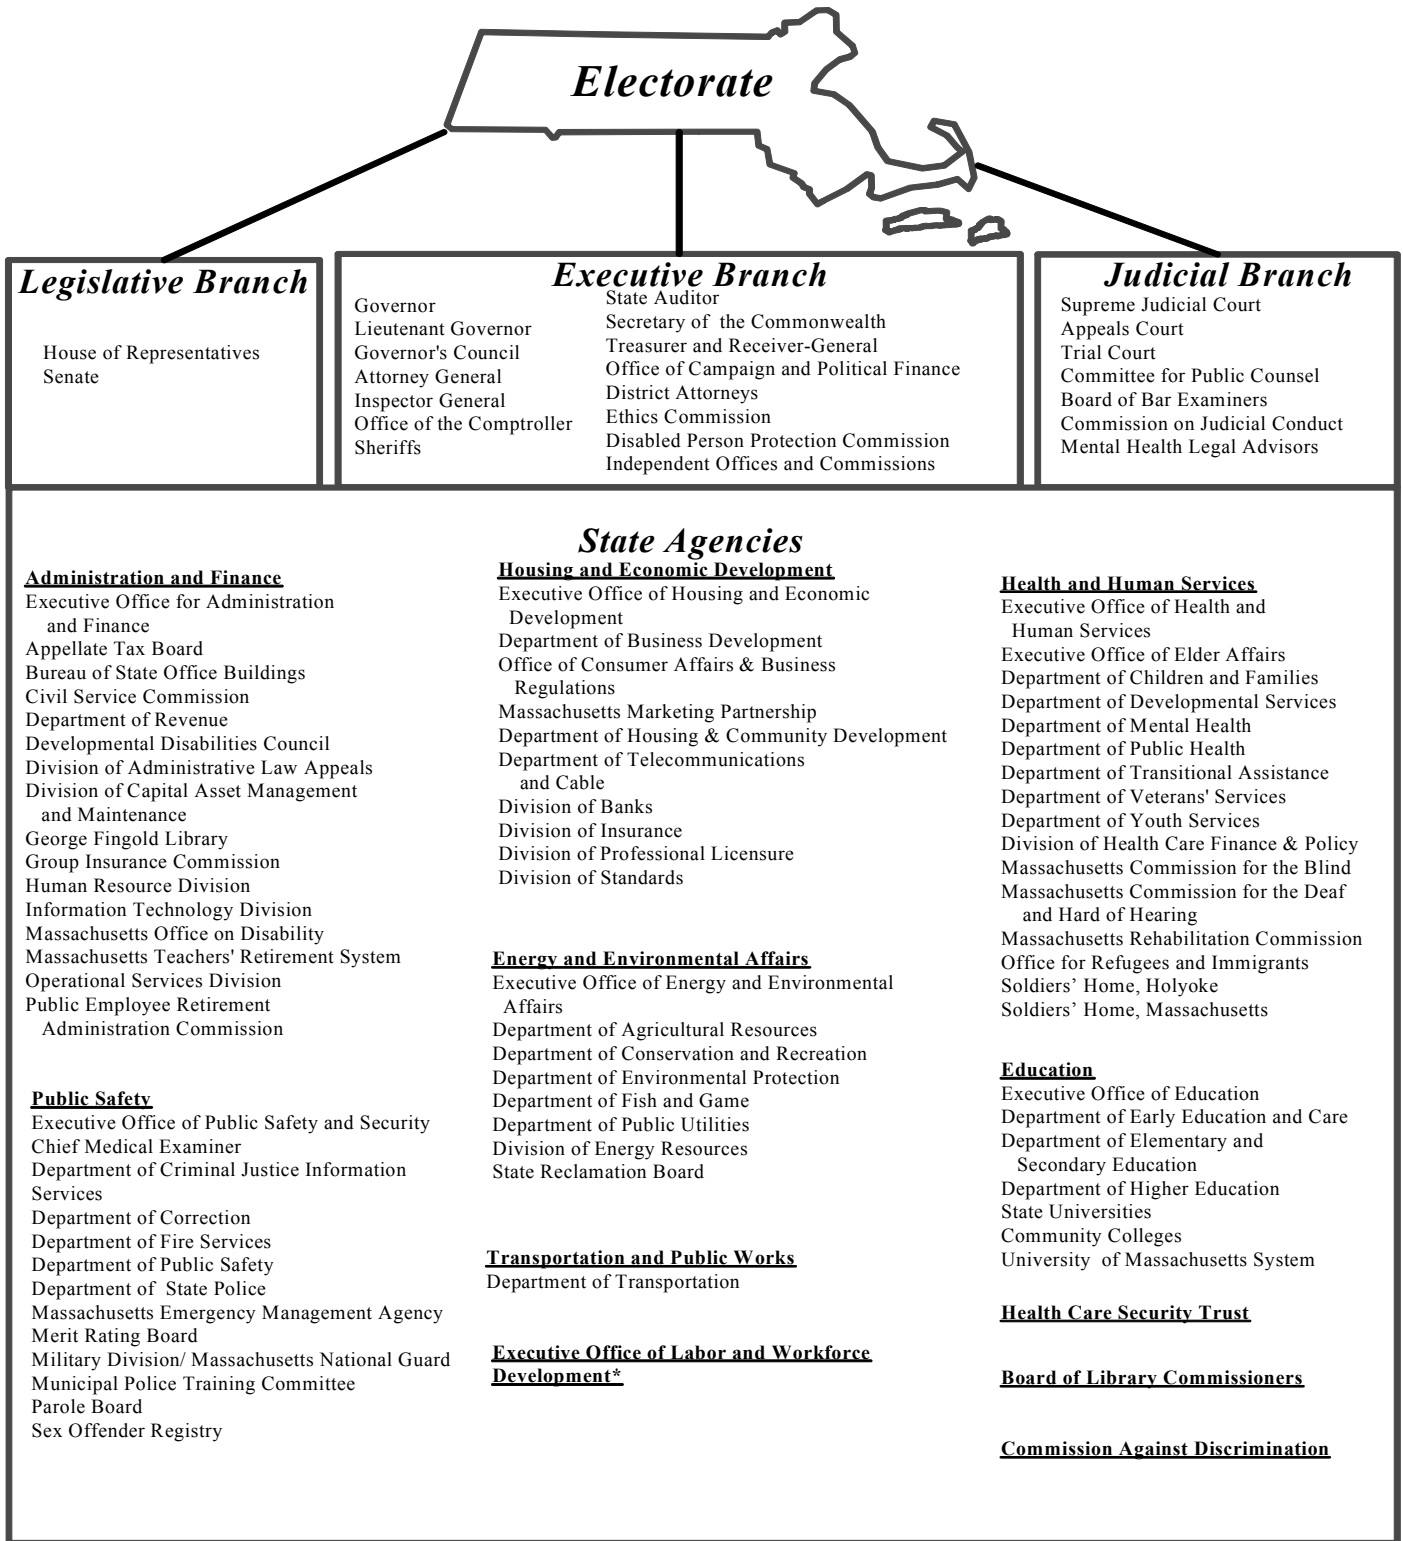 Electorate
Legislative Branch
House of Representatives
Senate
Executive Branch
Governor
Lieutenant Governor
Governor's Council
Attorney General
Inspector General
Office of the Comptroller
Sheriffs
State Auditor
Secretary of the Commonwealth
Treasurer and Receiver-General
Office of Campaign and Political Finance
District Attorneys
Ethics Commission
Disabled Person Protection Commission
Independent Offices and Commissions
Judicial Branch
Supreme Judicial Court
Appeals Court
Trial Court
Committee for Public Counsel
Board of Bar Examiners
Commission on Judicial Conduct
Mental Health Legal Advisors
State Agencies
Administration and Finance
Executive Office for Administration
and Finance
Appellate Tax Board
Bureau of State Office Buildings
Civil Service Commission
Department of Revenue
Developmental Disabilities Council
Division of Administrative Law Appeals
Division of Capital Asset Management
and Maintenance
George Fingold Library
Group Insurance Commission
Human Resource Division
Information Technology Division
Massachusetts Office on Disability
Massachusetts Teachers' Retirement System
Operational Services Division
Public Employee Retirement
Administration Commission
Public Safety
Executive Office of Public Safety and Security
Chief Medical Examiner
Department of Criminal Justice Information
Services
Department of Correction
Department of Fire Services
Department of Public Safety
Department of State Police
Massachusetts Emergency Management Agency
Merit Rating Board
Military Division/ Massachusetts National Guard
Municipal Police Training Committee
Parole Board
Sex Offender Registry
Housing and Economic Development
Executive Office of Housing and Economic
Development
Department of Business Development
Office of Consumer Affairs & Business
Regulations
Massachusetts Marketing Partnership
Department of Housing & Community Development
Department of Telecommunications
and Cable
Division of Banks
Division of Insurance
Division of Professional Licensure
Division of Standards
Energy and Environmental Affairs
Executive Office of Energy and Environmental
Affairs
Department of Agricultural Resources
Department of Conservation and Recreation
Department of Environmental Protection
Department of Fish and Game
Department of Public Utilities
Division of Energy Resources
State Reclamation Board
Transportation and Public Works
Department of Transportation
Executive Office of Labor and Workforce
Development*
Health and Human Services
Executive Office of Health and
Human Services
Executive Office of Elder Affairs
Department of Children and Families
Department of Developmental Services
Department of Mental Health
Department of Public Health
Department of Transitional Assistance
Department of Veterans' Services
Department of Youth Services
Division of Health Care Finance & Policy
Massachusetts Commission for the Blind
Massachusetts Commission for the Deaf
and Hard of Hearing
Massachusetts Rehabilitation Commission
Office for Refugees and Immigrants
Soldiers’ Home, Holyoke
Soldiers’ Home, Massachusetts
Education
Executive Office of Education
Department of Early Education and Care
Department of Elementary and
Secondary Education
Department of Higher Education
State Universities
Community Colleges
University of Massachusetts System
Health Care Security Trust
Board of Library Commissioners
Commission Against Discrimination